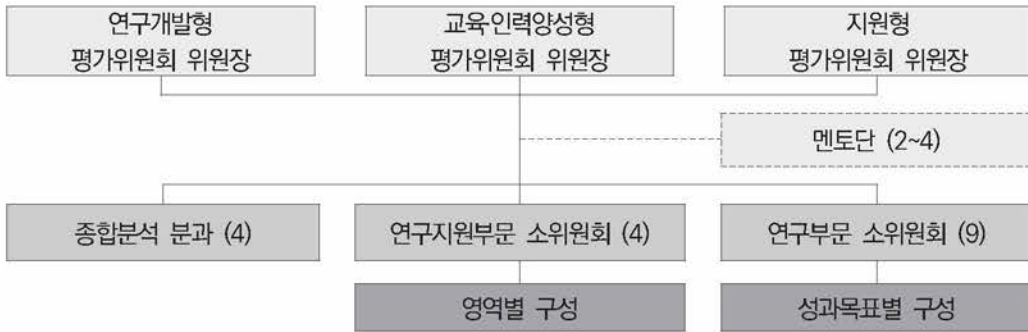 연구개발형
평가위원회 위원장
교육·인력양성형
평가위원회 위원장
지원형
평가위원회 위원장
멘토단 (2~4)
종합분석 분과 (4)
연구지원부문 소위원회 (4)
연구부문 소위원회 (9)
영역별 구성
성과목표별 구성